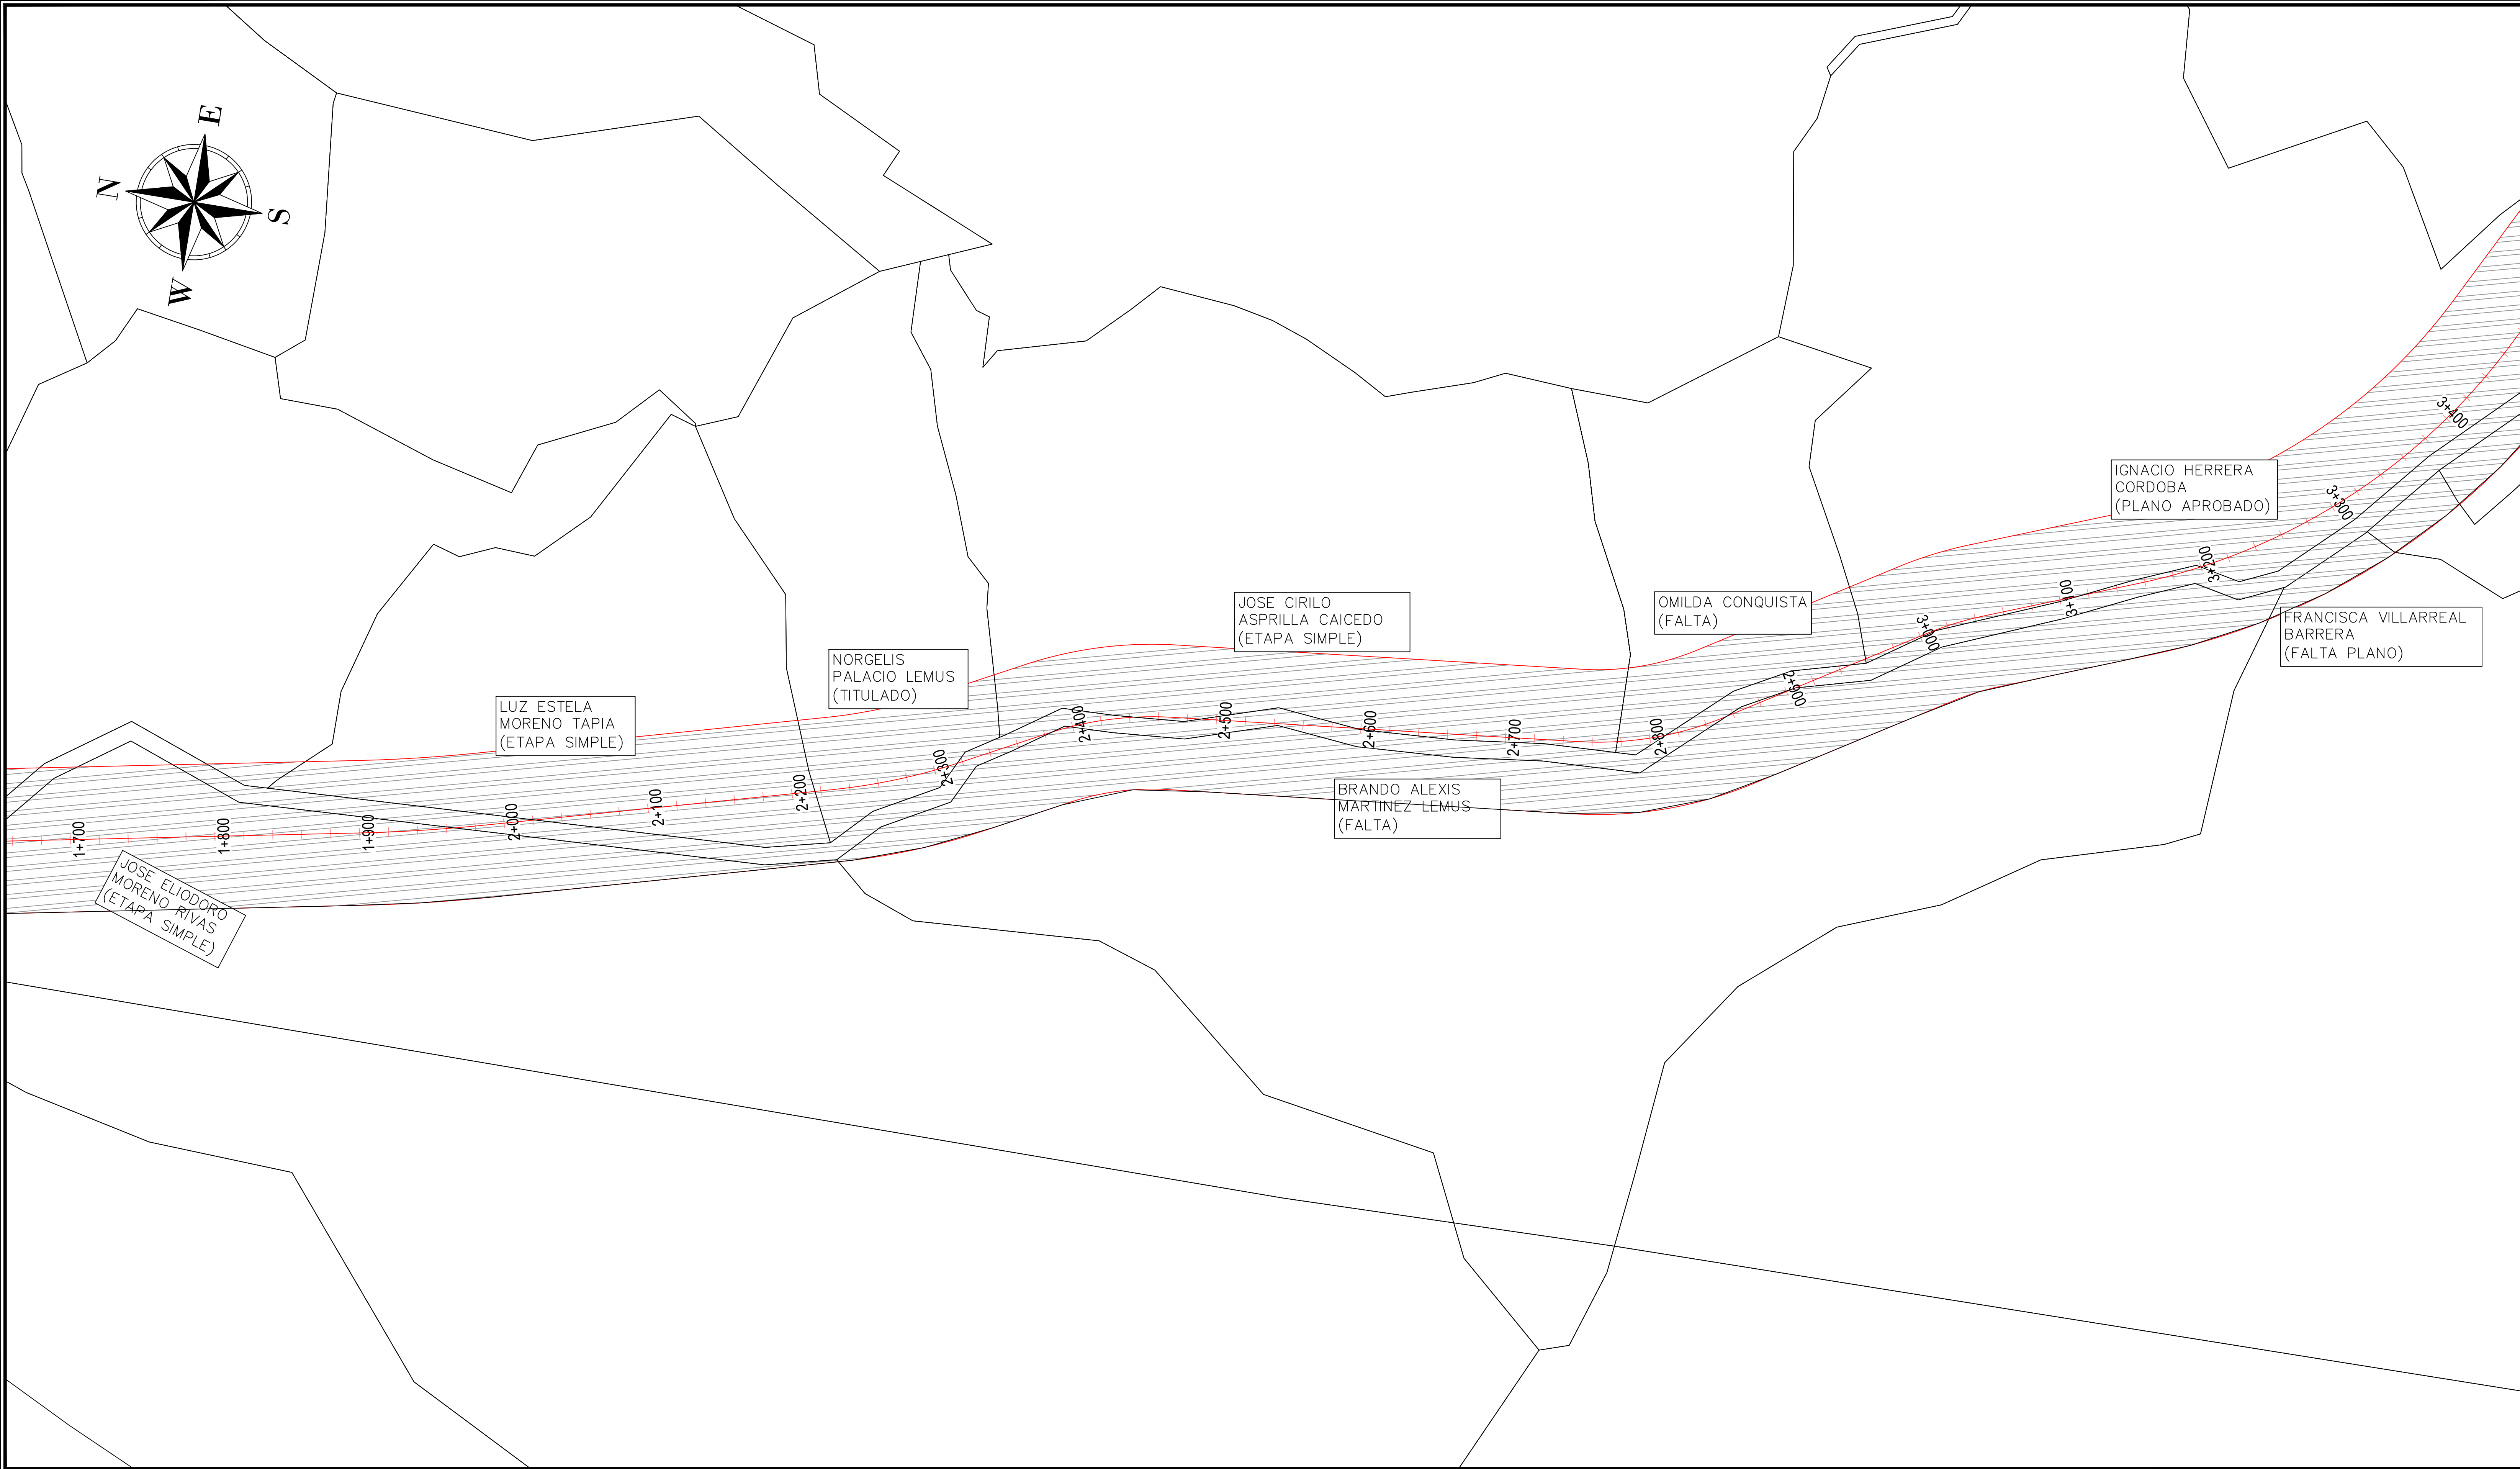 E
N
S
W
IGNACIO HERRERA
CORDOBA
(PLANO APROBADO)
JOSE CIRILO
ASPRILLA CAICEDO
(ETAPA SIMPLE)
OMILDA CONQUISTA
(FALTA)
FRANCISCA VILLARREAL
BARRERA
(FALTA PLANO)
NORGELIS
PALACIO LEMUS
(TITULADO)
LUZ ESTELA
MORENO TAPIA
(ETAPA SIMPLE)
BRANDO ALEXIS
MARTINEZ LEMUS
(FALTA)
JOSE ELIODORO
MORENO RIVAS
(ETAPA SIMPLE)
1+700
1+800
1+900
2+000
2+100
2+200
2+300
2+400
2+500
2+600
2+700
2+800
2+900
3+000
3+100
3+200
3+300
3+400